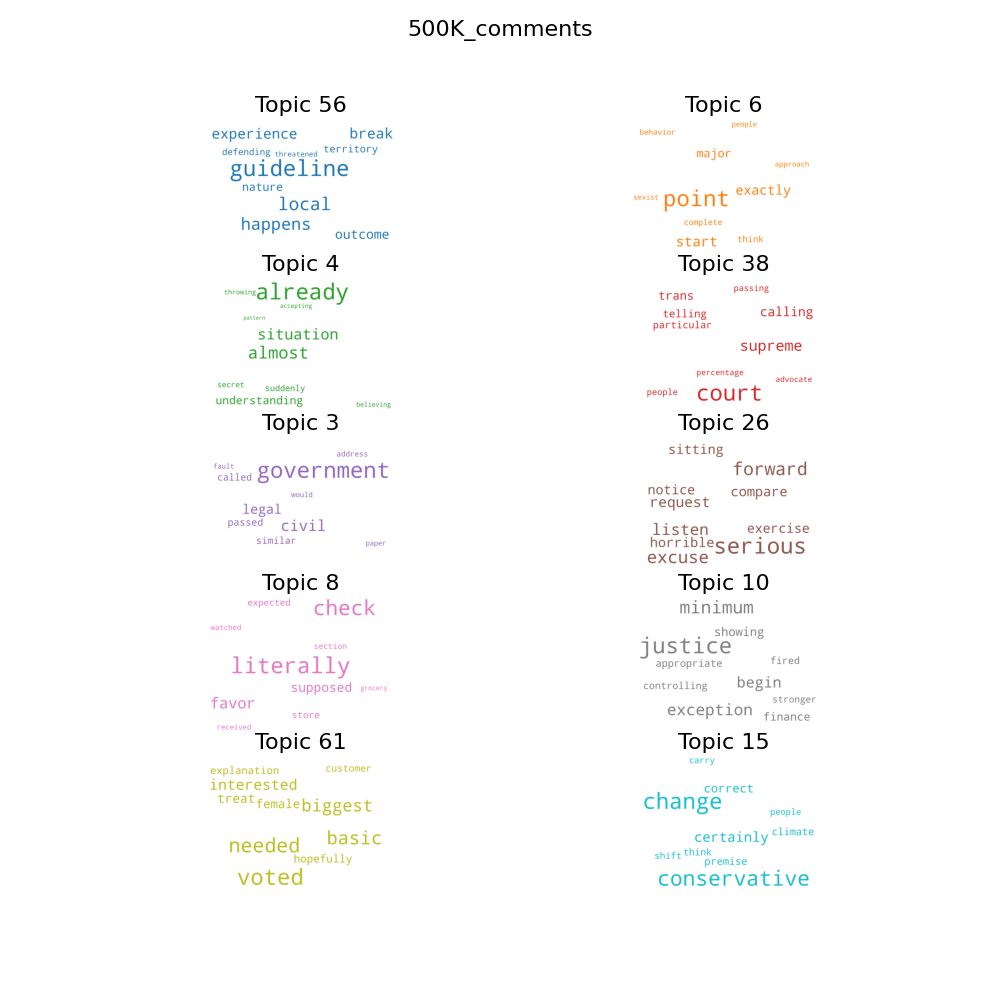 500K_comments
Topic 56
experience break
defending threatened territory
guideline
nature
local
happens
outcome
Topic 6
people
behavior
major
approach
exactly
sexist point
complete
start think
Topic 4
throwing already
accepting
pattern
situation
almost
secret suddenly
understanding
believing
Topic 38
passing
trans
telling calling
particular
supreme
percentage
advocate
people court
Topic 3
address
fault government
called
would
legal
passed civil
similar paper
Topic 26
sitting
forward
notice compare
request
listen exercise
horrible serious
excuse
Topic 8
expected check
watched
section
literally
supposed grocery
favor
store
received
Topic 10
minimum
showing
justice
appropriate fired
controlling begin
stronger
exception finance
Topic 61
explanation customer
interested
treat female biggest
basic
needed
hopefully
voted
Topic 15
carry
correct
change
people
certainly climate
shift think
premise
conservative